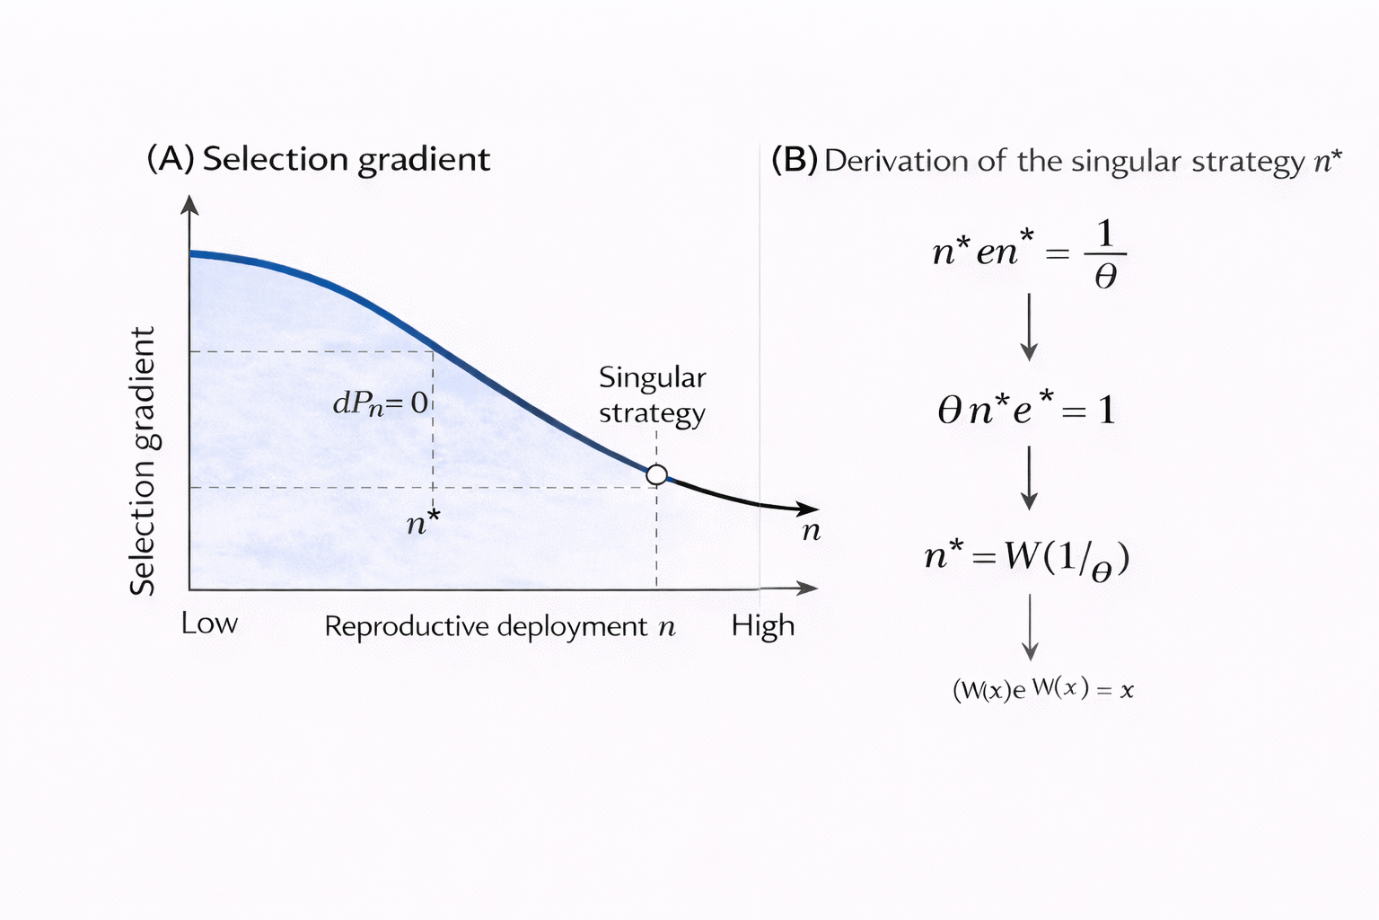 (A) Selection gradient
Selection gradient
dPₙ= 0
n*
Singular
strategy
n
Low
Reproductive deployment n
High
(B) Derivation of the singular strategy n*
n* en* = 1/θ
θ n* e * = 1
n* = W(1/θ)
(W(x)e W(x) = x